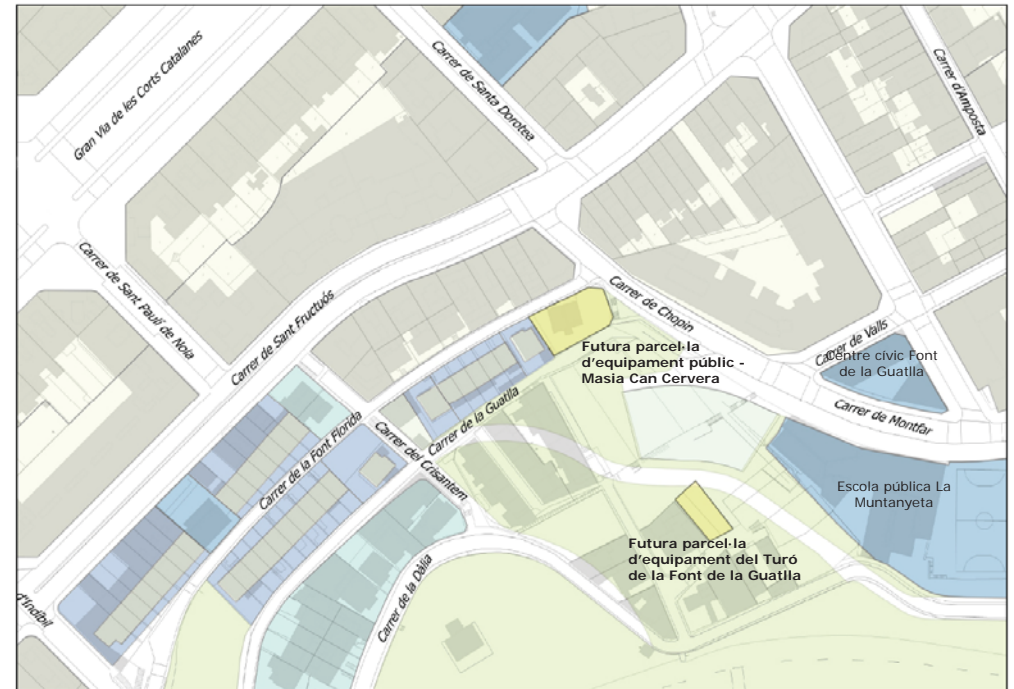 Gran Via de les Corts Catalanes
Carrer de Santa Dorotea
Carrer d'Amposta
Carrer de Sant Paulí de Nola
Carrer de Sant Fructuós
Carrer de Chopin
Carrer de Valls
Centre cívic Font
de la Guatlla
Futura parcel·la
d'equipament públic -
Masia Can Cervera
Carrer de la Guatlla
Carrer de Montfar
Carrer de la Font Florida
Carrer del Crisantem
Escola pública La
Muntanyeta
Futura parcel·la
d'equipament del Turó
de la Font de la Guatlla
Carrer de la Dàlia
d'Indíbil